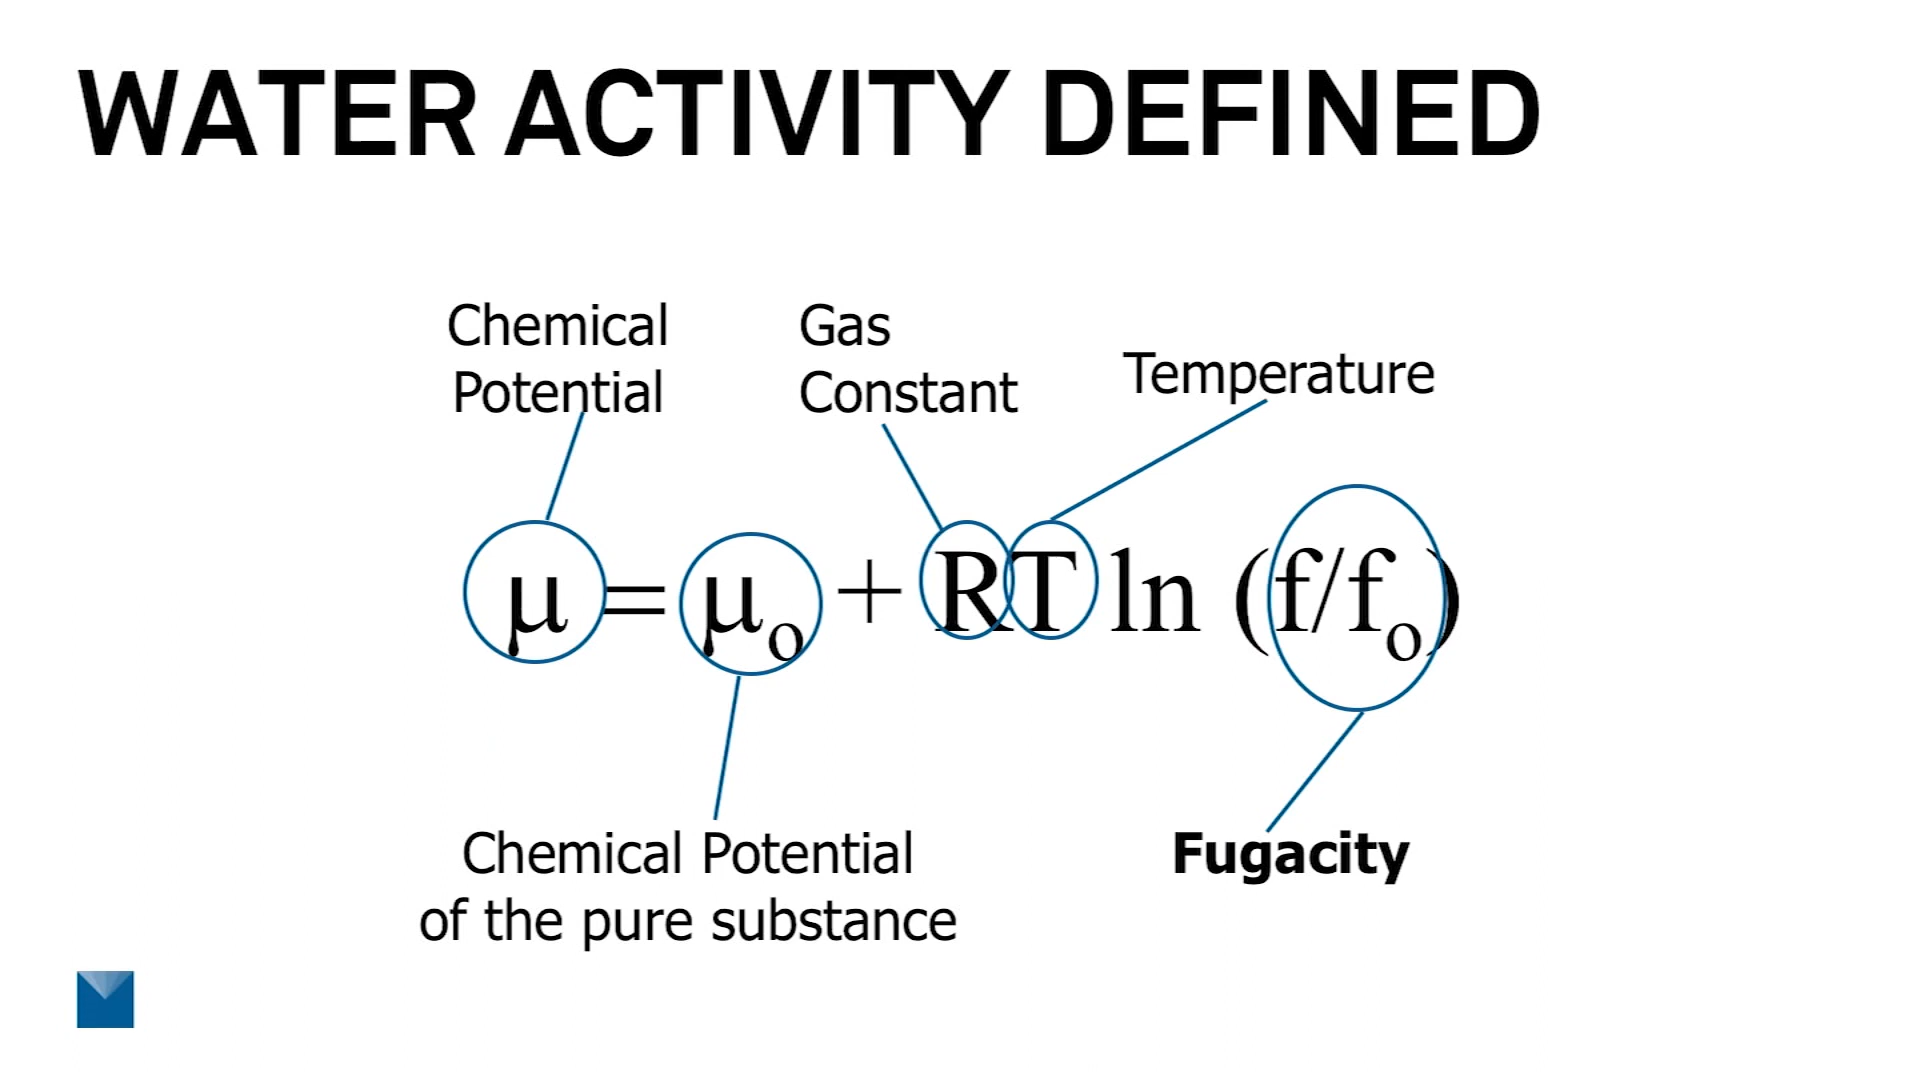 WATER ACTIVITY DEFINED
Chemical
Potential
Gas
Constant
Temperature
μ = μₒ + RT ln (f/fₒ)
Chemical Potential
of the pure substance
Fugacity